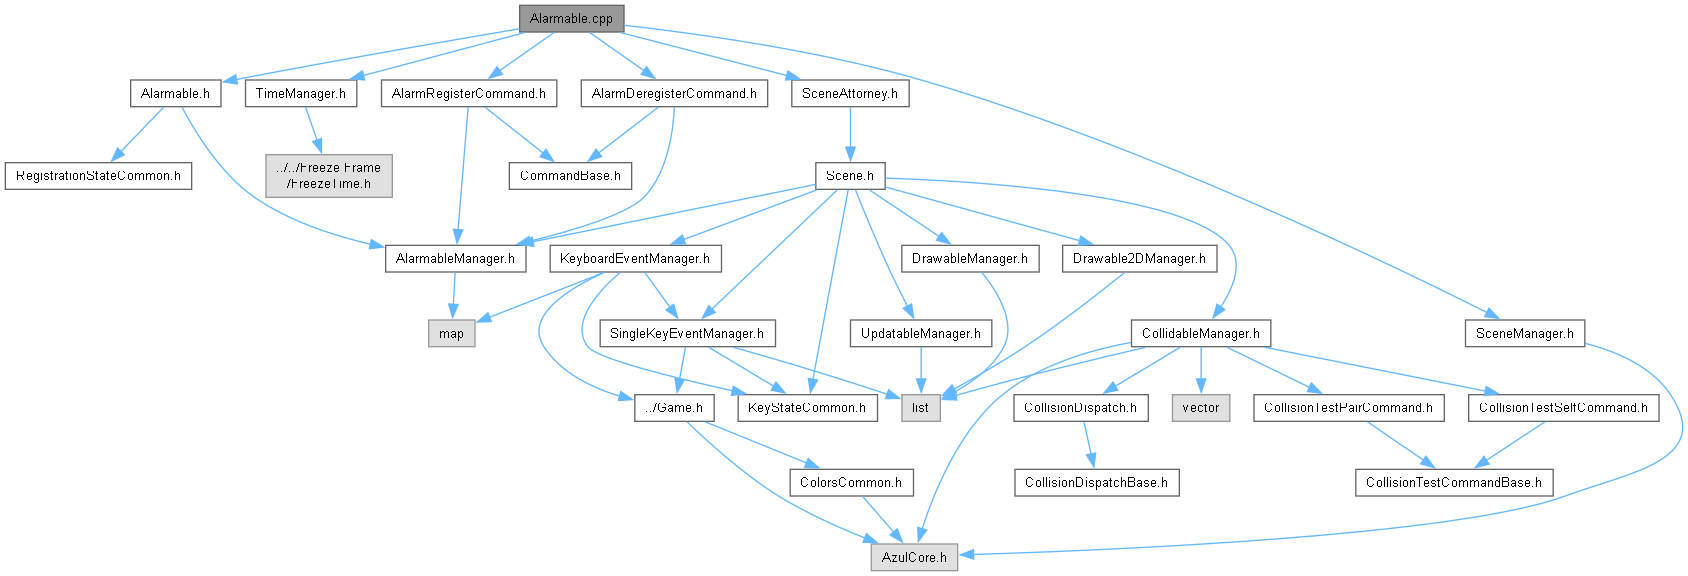 Alarmable.cpp
Alarmable.h
TimeManager.h
AlarmRegisterCommand.h
AlarmDeregisterCommand.h
SceneAttorney.h
RegistrationStateCommon.h
../../Freeze Frame
/FreezeTime.h
CommandBase.h
Scene.h
AlarmableManager.h
KeyboardEventManager.h
DrawableManager.h
Drawable2DManager.h
map
SingleKeyEventManager.h
UpdatableManager.h
CollidableManager.h
SceneManager.h
../Game.h
KeyStateCommon.h
list
CollisionDispatch.h
vector
CollisionTestPairCommand.h
CollisionTestSelfCommand.h
ColorsCommon.h
CollisionDispatchBase.h
CollisionTestCommandBase.h
AzulCore.h